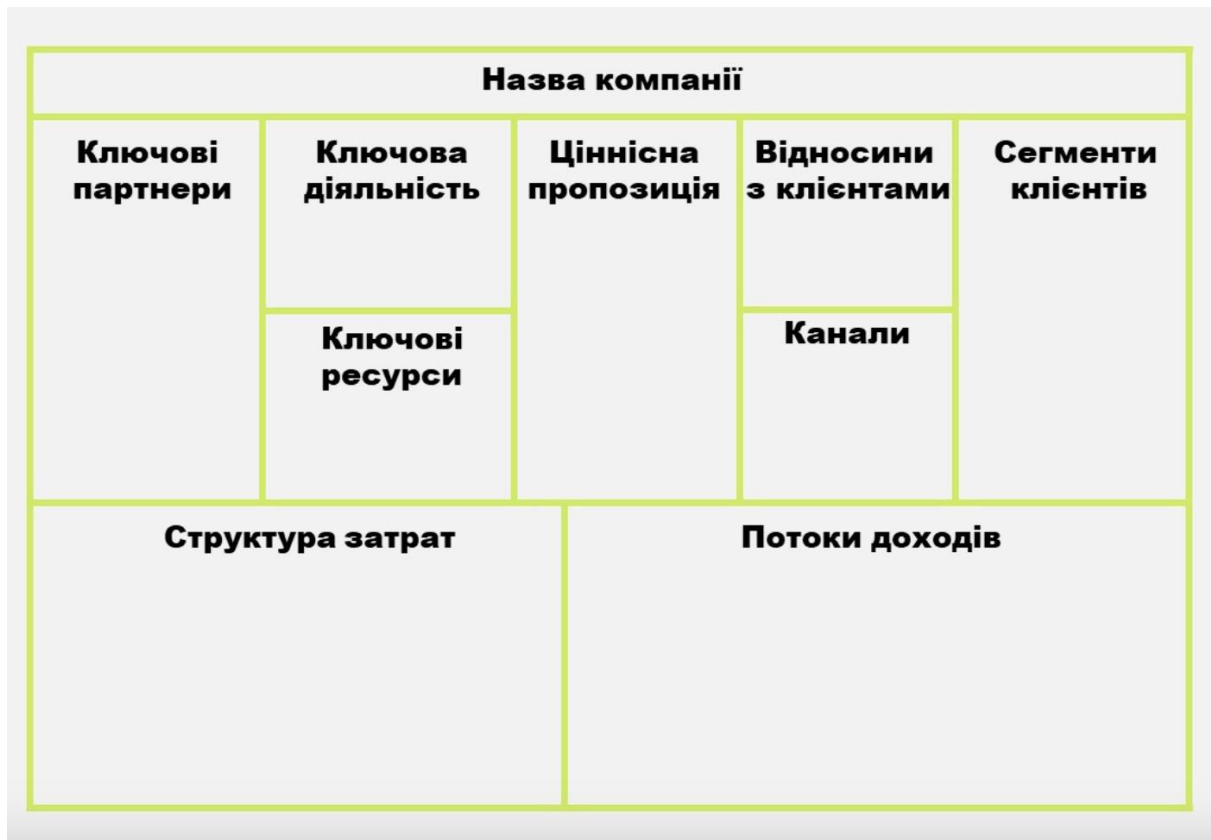 Назва компанії
Ключові
партнери
Ключова
діяльність
Ключові
ресурси
Ціннісна
пропозиція
Відносини
з клієнтами
Канали
Сегменти
клієнтів
Структура затрат
Потоки доходів